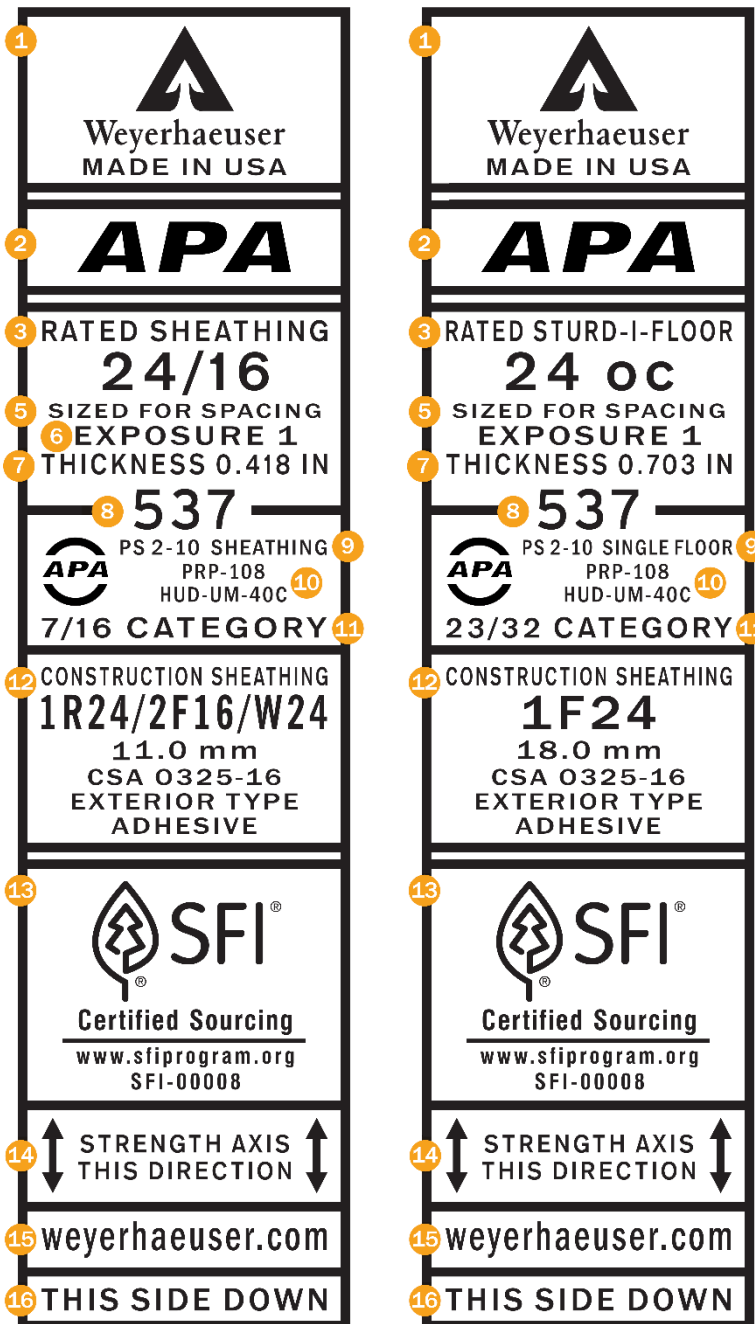 1
Weyerhaeuser
MADE IN USA
2
APA
3 RATED SHEATHING
24/16
5 SIZED FOR SPACING
6 EXPOSURE 1
7 THICKNESS 0.418 IN
8 537
APA
PS 2-10 SHEATHING 9
PRP-108
HUD-UM-40C 10
7/16 CATEGORY 11
12 CONSTRUCTION SHEATHING
1R24/2F16/W24
11.0 mm
CSA O325-16
EXTERIOR TYPE
ADHESIVE
13
SFI®
®
Certified Sourcing
www.sfiprogram.org
SFI-00008
14 STRENGTH AXIS
THIS DIRECTION
15 weyerhaeuser.com
16 THIS SIDE DOWN
1
Weyerhaeuser
MADE IN USA
2
APA
3 RATED STURD-I-FLOOR
24 oc
5 SIZED FOR SPACING
EXPOSURE 1
7 THICKNESS 0.703 IN
8 537
APA
PS 2-10 SINGLE FLOOR 9
PRP-108
HUD-UM-40C 10
23/32 CATEGORY
12 CONSTRUCTION SHEATHING
1F24
18.0 mm
CSA O325-16
EXTERIOR TYPE
ADHESIVE
13
SFI®
®
Certified Sourcing
www.sfiprogram.org
SFI-00008
14 STRENGTH AXIS
THIS DIRECTION
15 weyerhaeuser.com
16 THIS SIDE DOWN